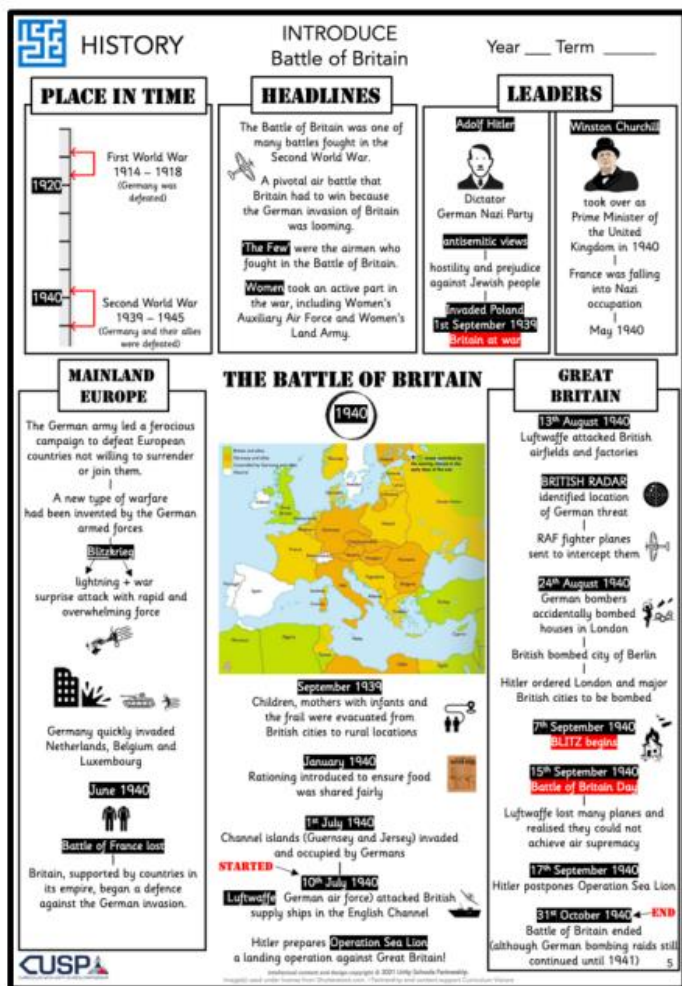 HISTORY
INTRODUCE
Battle of Britain
Year ___ Term ______
PLACE IN TIME
1920
First World War
1914 – 1918
(Germany was
defeated)
1940
Second World War
1939 – 1945
(Germany and their allies
were defeated)
HEADLINES
The Battle of Britain was one of
many battles fought in the
Second World War.
A pivotal air battle that
Britain had to win because
the German invasion of Britain
was looming.
'The Few' were the airmen who
fought in the Battle of Britain.
Women took an active part in
the war, including Women's
Auxiliary Air Force and Women's
Land Army.
LEADERS
Adolf Hitler
Dictator
German Nazi Party
antisemitic views
hostility and prejudice
against Jewish people
Invaded Poland
1st September 1939
Britain at war
Winston Churchill
took over as
Prime Minister of
the United
Kingdom in 1940
France was falling
into Nazi
occupation
May 1940
MAINLAND
EUROPE
The German army led a ferocious
campaign to defeat European
countries not willing to surrender
or join them.
A new type of warfare
had been invented by the German
armed forces
Blitzkrieg
lightning + war
surprise attack with rapid and
overwhelming force
Germany quickly invaded
Netherlands, Belgium and
Luxembourg
June 1940
Battle of France lost
Britain, supported by countries in
its empire, began a defence
against the German invasion.
CUSP
THE BATTLE OF BRITAIN
1940
September 1939
Children, mothers with infants and
the frail were evacuated from
British cities to rural locations
January 1940
Rationing introduced to ensure food
was shared fairly
1st July 1940
Channel islands (Guernsey and Jersey) invaded
and occupied by Germans
STARTED
10th July 1940
Luftwaffe German air force) attacked British
supply ships in the English Channel
Hitler prepares Operation Sea Lion
a landing operation against Great Britain!
GREAT
BRITAIN
13th August 1940
Luftwaffe attacked British
airfields and factories
BRITISH RADAR
identified location
of German threat
RAF fighter planes
sent to intercept them
24th August 1940
German bombers
accidentally bombed
houses in London
British bombed city of Berlin
Hitler ordered London and major
British cities to be bombed
7th September 1940
BLITZ begins
15th September 1940
Battle of Britain Day
Luftwaffe lost many planes and
realised they could not
achieve air supremacy
17th September 1940
Hitler postpones Operation Sea Lion
31st October 1940
END
Battle of Britain ended
(although German bombing raids still
continued until 1941)
5